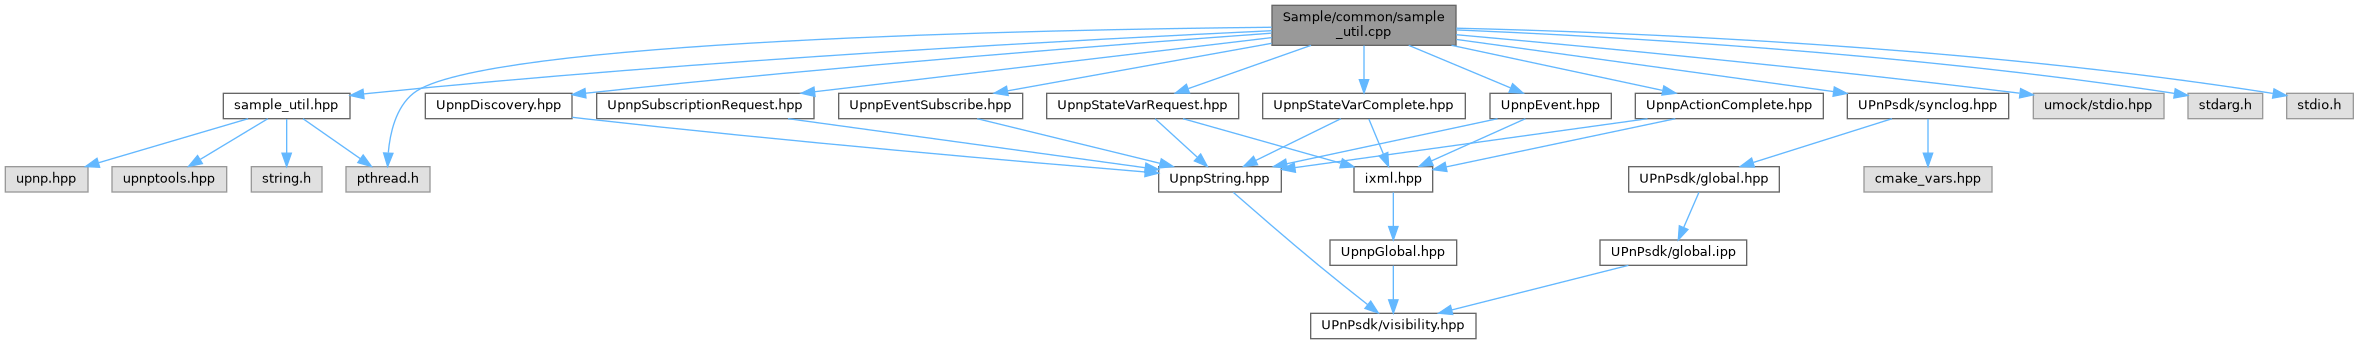 Sample/common/sample
_util.cpp
sample_util.hpp
UpnpDiscovery.hpp
UpnpSubscriptionRequest.hpp
UpnpEventSubscribe.hpp
UpnpStateVarRequest.hpp
UpnpStateVarComplete.hpp
UpnpEvent.hpp
UpnpActionComplete.hpp
UPnPsdk/synclog.hpp
umock/stdio.hpp
stdarg.h
stdio.h
upnp.hpp
upnptools.hpp
string.h
pthread.h
UpnpString.hpp
ixml.hpp
UPnPsdk/global.hpp
cmake_vars.hpp
UpnpGlobal.hpp
UPnPsdk/global.ipp
UPnPsdk/visibility.hpp